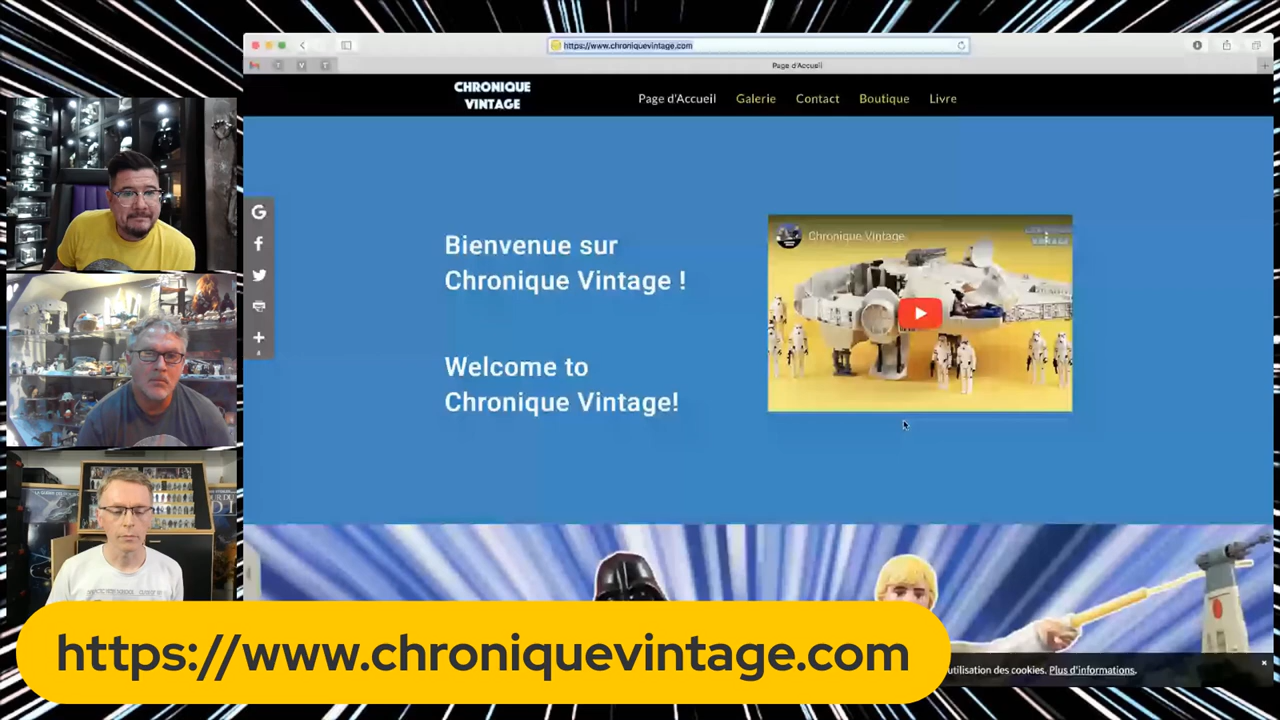 https://www.chroniquevintage.com
Page d'Accueil
CHRONIQUE
VINTAGE
Page d'Accueil Galerie Contact Boutique Livre
Bienvenue sur
Chronique Vintage !
Welcome to
Chronique Vintage!
Chronique Vintage
utilisation des cookies. Plus d'informations.
https://www.chroniquevintage.com